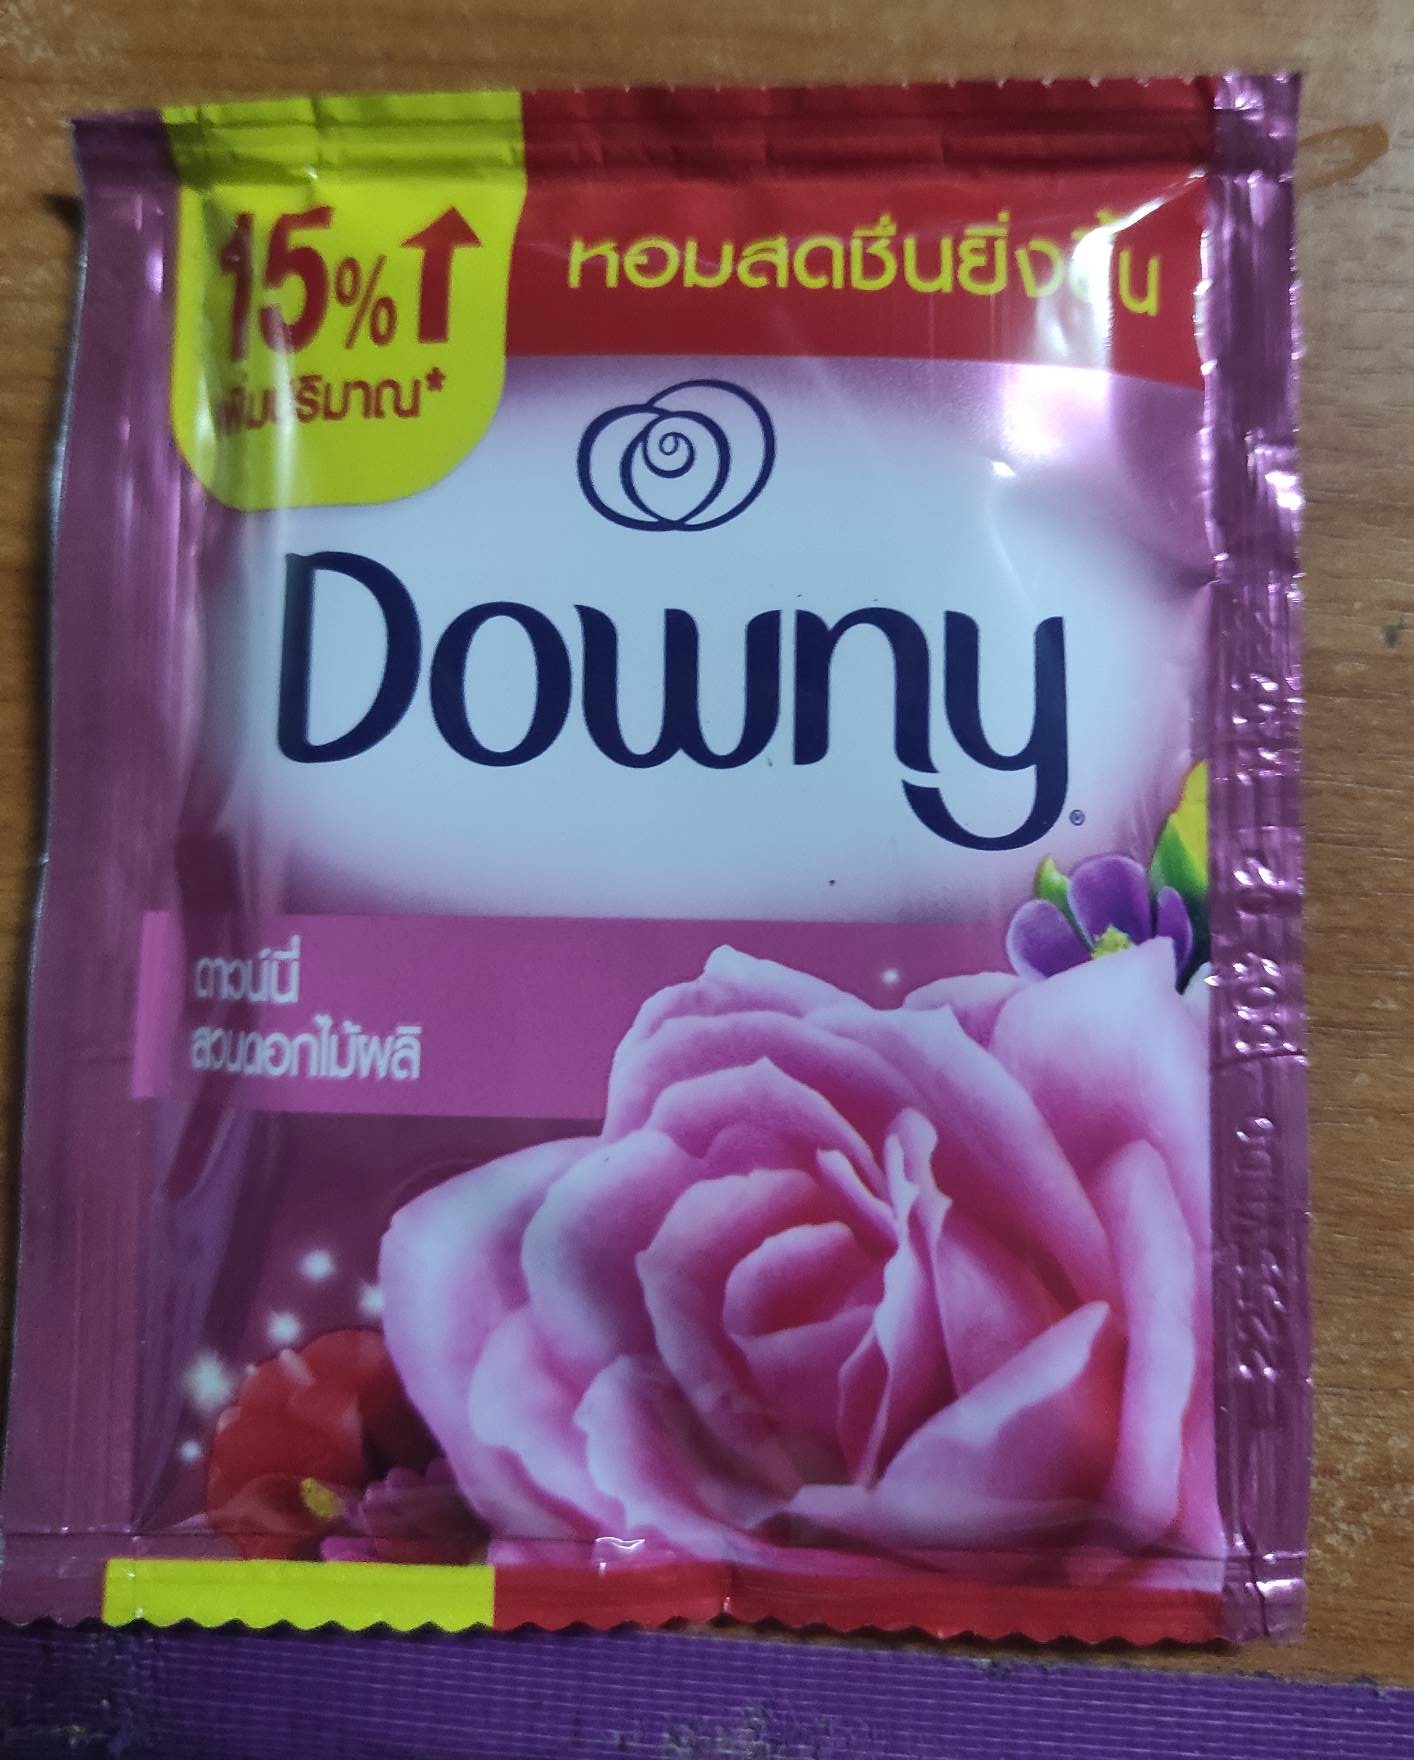 15%
เพิ่มปริมาณ*
หอมสดชื่นยิ่งขึ้น
Downy®
ดาวน์นี่
สวนดอกไม้ผลิ